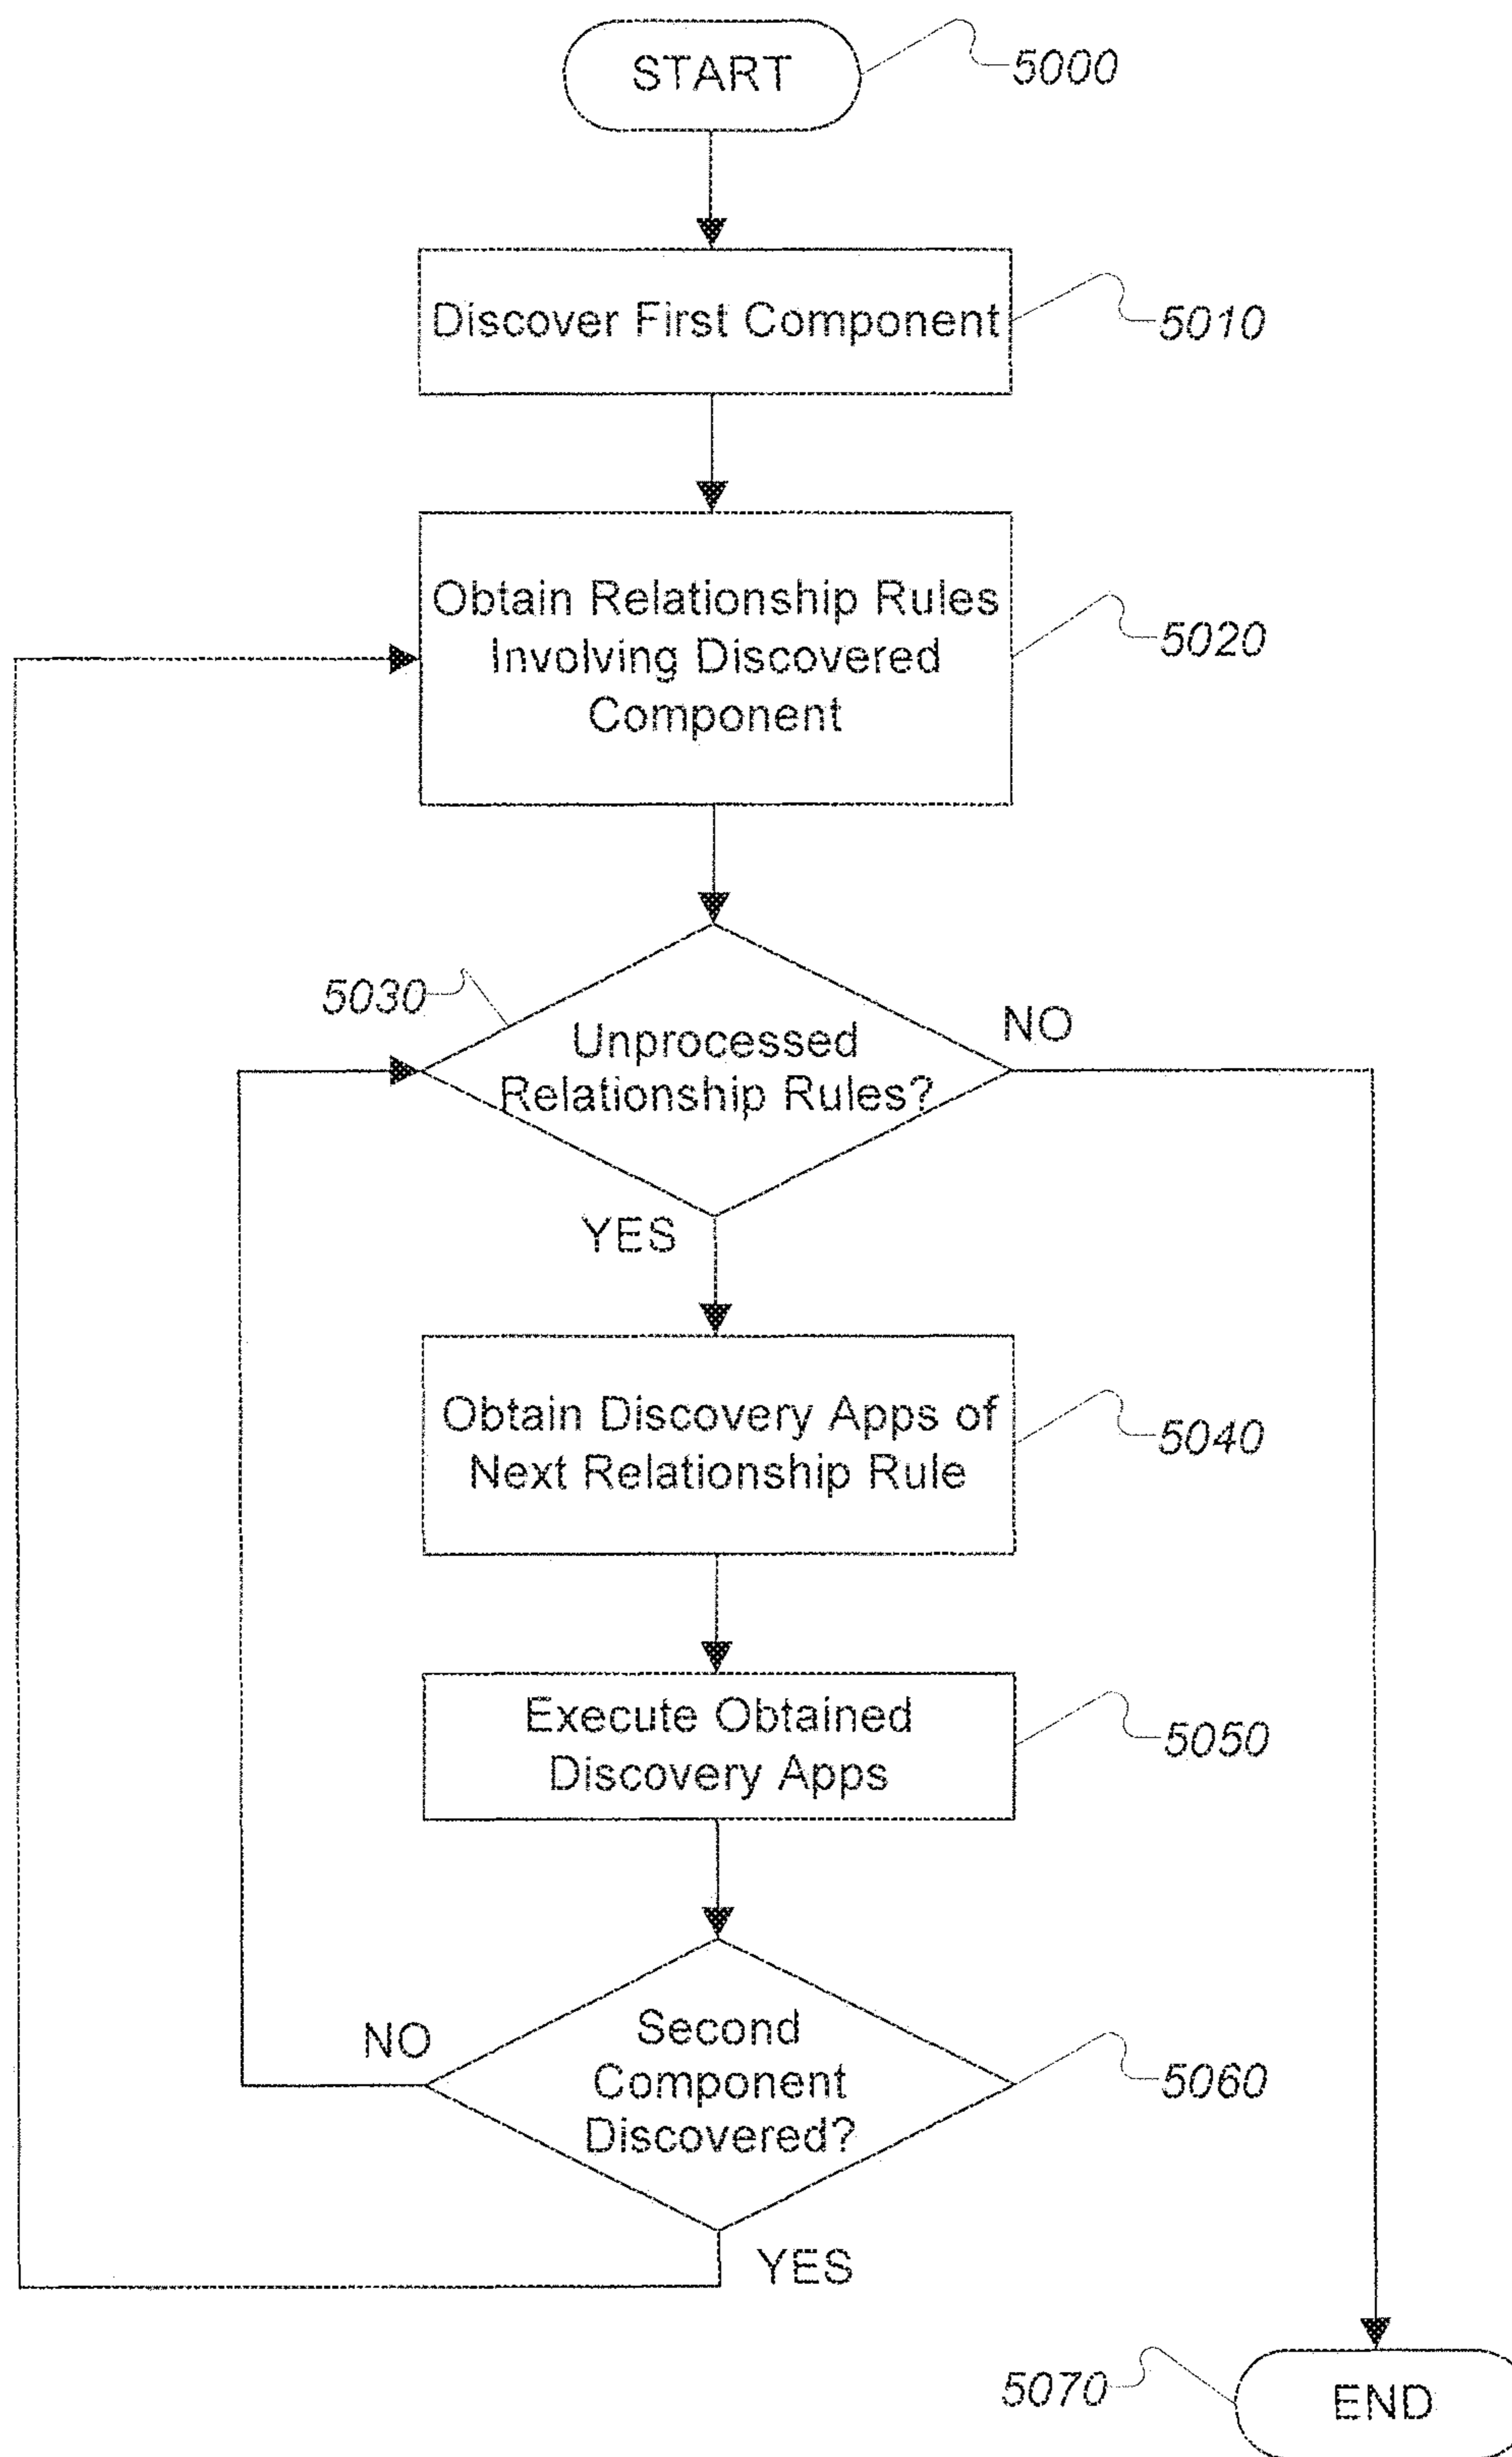 START
5000
Discover First Component
5010
Obtain Relationship Rules
Involving Discovered
Component
5020
5030
Unprocessed
Relationship Rules?
NO
YES
Obtain Discovery Apps of
Next Relationship Rule
5040
Execute Obtained
Discovery Apps
5050
NO
Second
Component
Discovered?
5060
YES
5070
END